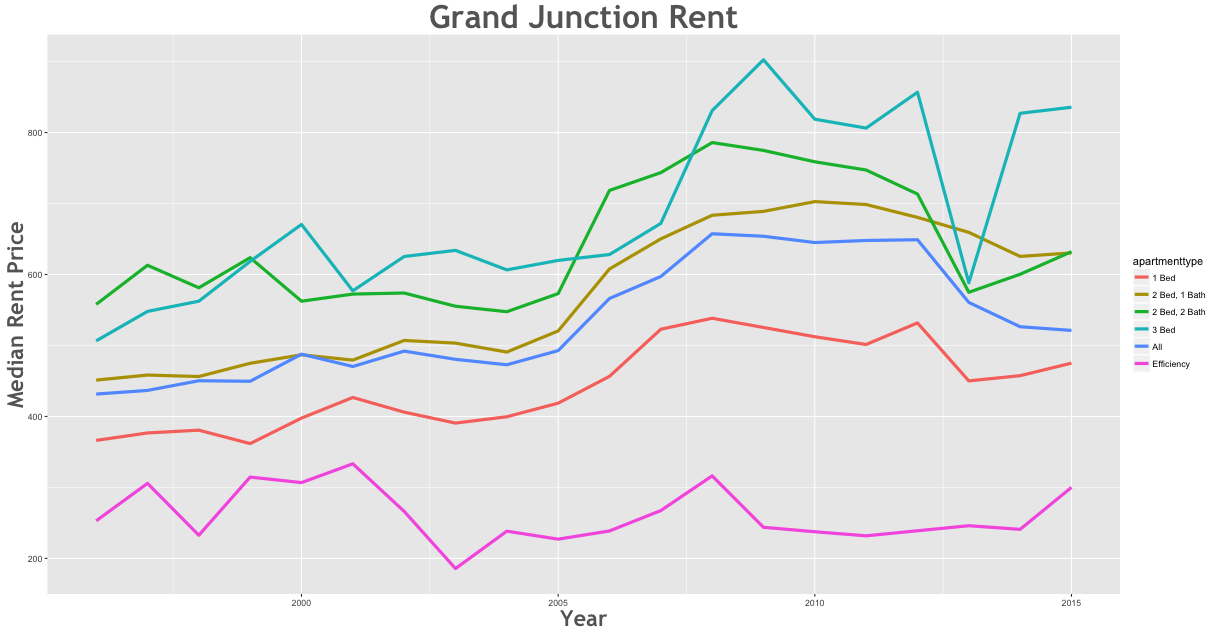 Grand Junction Rent
Median Rent Price
800
600
400
200
2000
2005
2010
2015
Year
apartmenttype
1 Bed
2 Bed, 1 Bath
2 Bed, 2 Bath
3 Bed
All
Efficiency